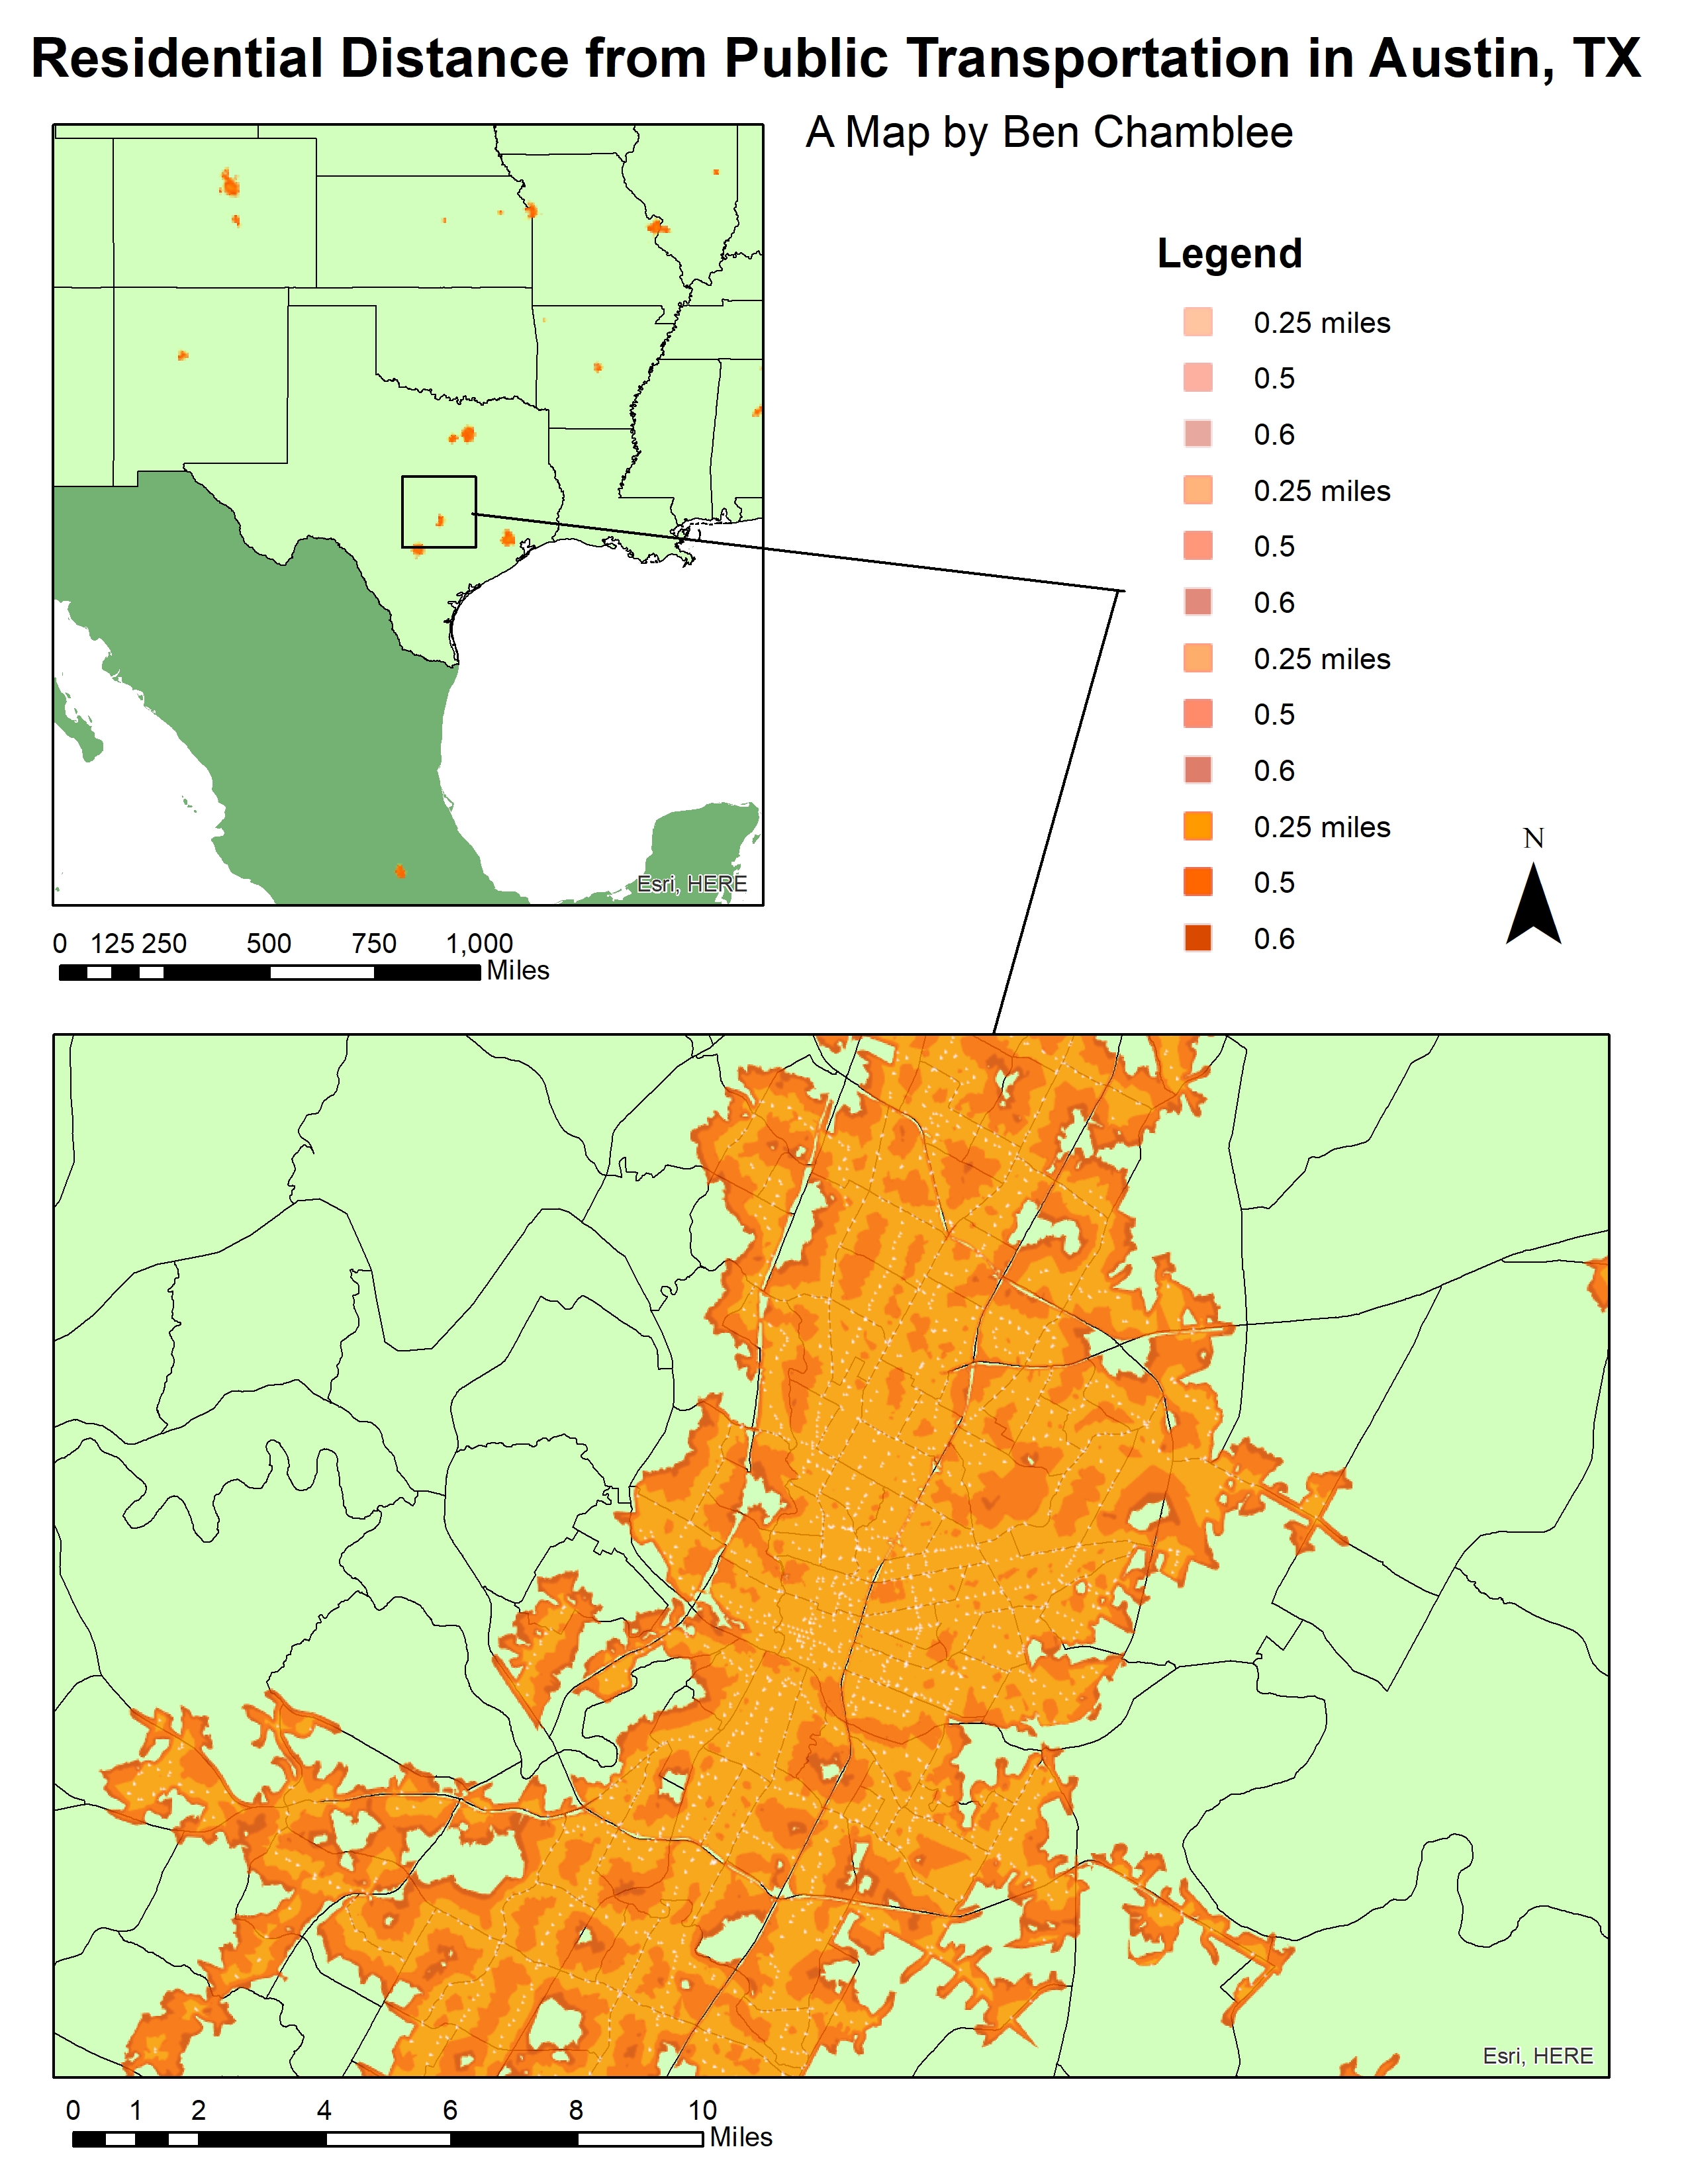 Residential Distance from Public Transportation in Austin, TX
A Map by Ben Chamblee
Legend
0.25 miles
0.5
0.6
0.25 miles
0.5
0.6
0.25 miles
0.5
0.6
0.25 miles
0.5
0.6
N
Esri, HERE
0 125 250 500 750 1,000
Miles
Esri, HERE
0 1 2 4 6 8 10
Miles